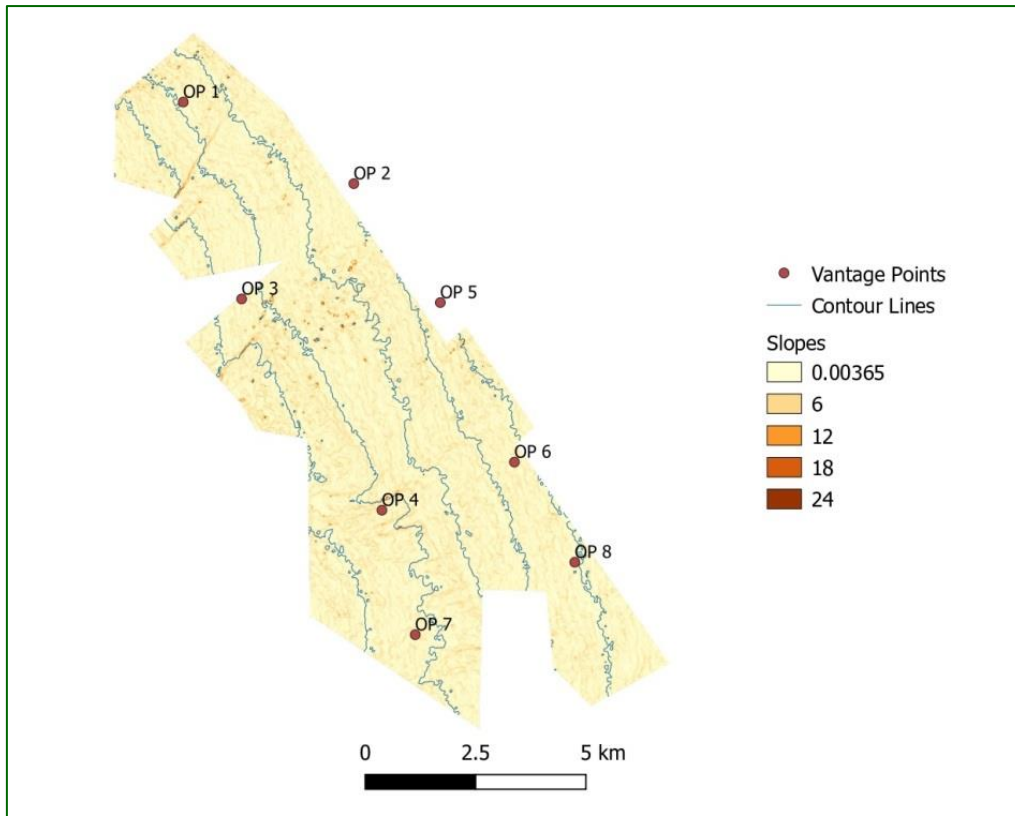 OP 1
OP 2
OP 3
OP 5
OP 6
OP 4
OP 8
OP 7
Vantage Points
Contour Lines
Slopes
0.00365
6
12
18
24
0 2.5 5 km